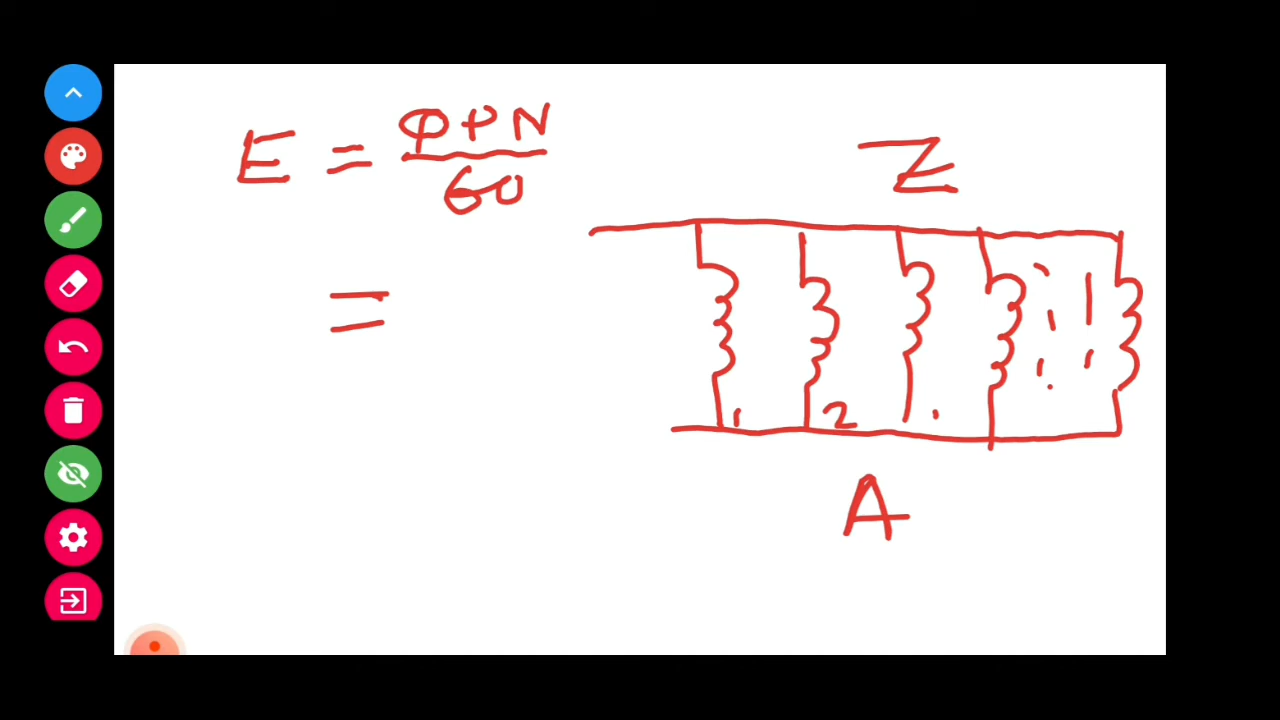 E = φPN
60
=
Z
1 2 .
A